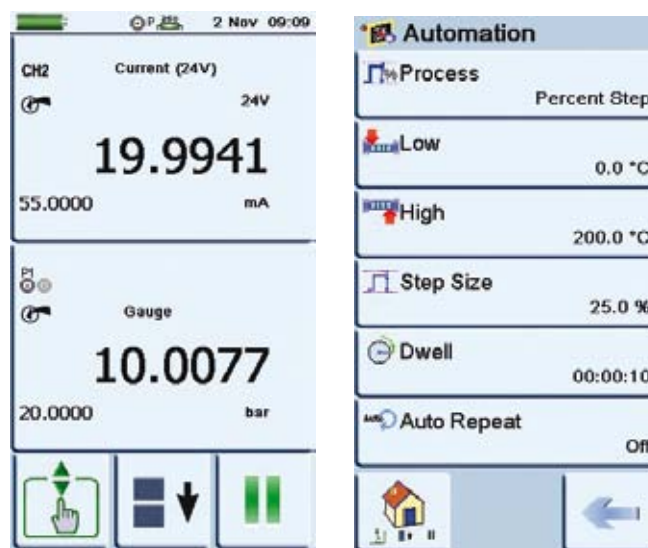 P 2 Nov 09:09
CH2 Current (24V)
24V
19.9941
55.0000 mA
P1
Gauge
10.0077
20.0000 bar
Automation
% Process
Percent Step
Low
0.0 °C
High
200.0 °C
Step Size
25.0 %
Dwell
00:00:10
Auto Repeat
Off